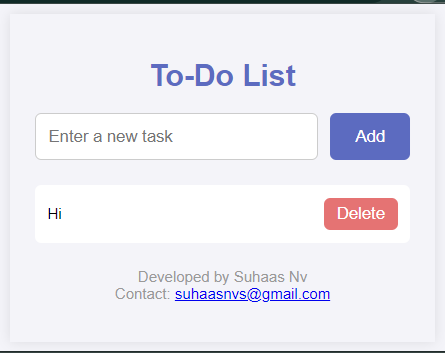 To-Do List
Enter a new task
Add
Hi
Delete
Developed by Suhaas Nv
Contact: suhaasnvs@gmail.com